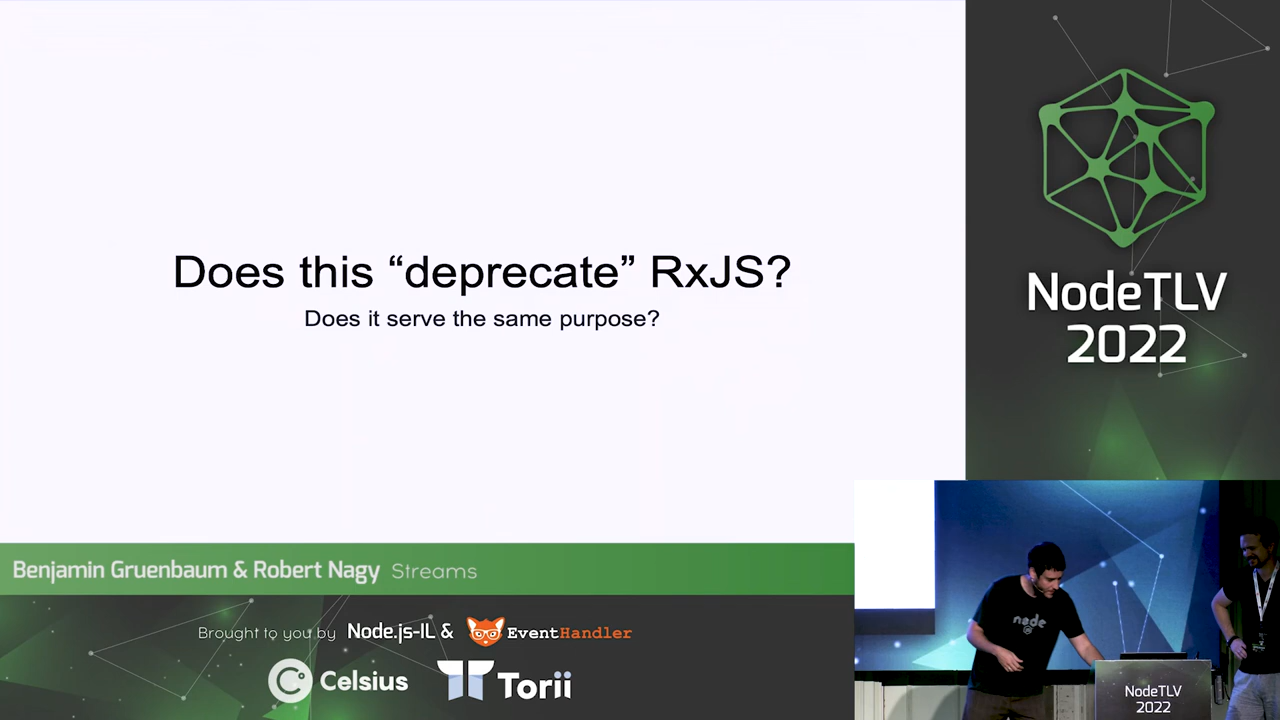 Does this “deprecate” RxJS?
Does it serve the same purpose?
NodeTLV
2022
Benjamin Gruenbaum & Robert Nagy Streams
Brought to you by Node.js-IL & EventHandler
Celsius Torii
node
NodeTLV
2022